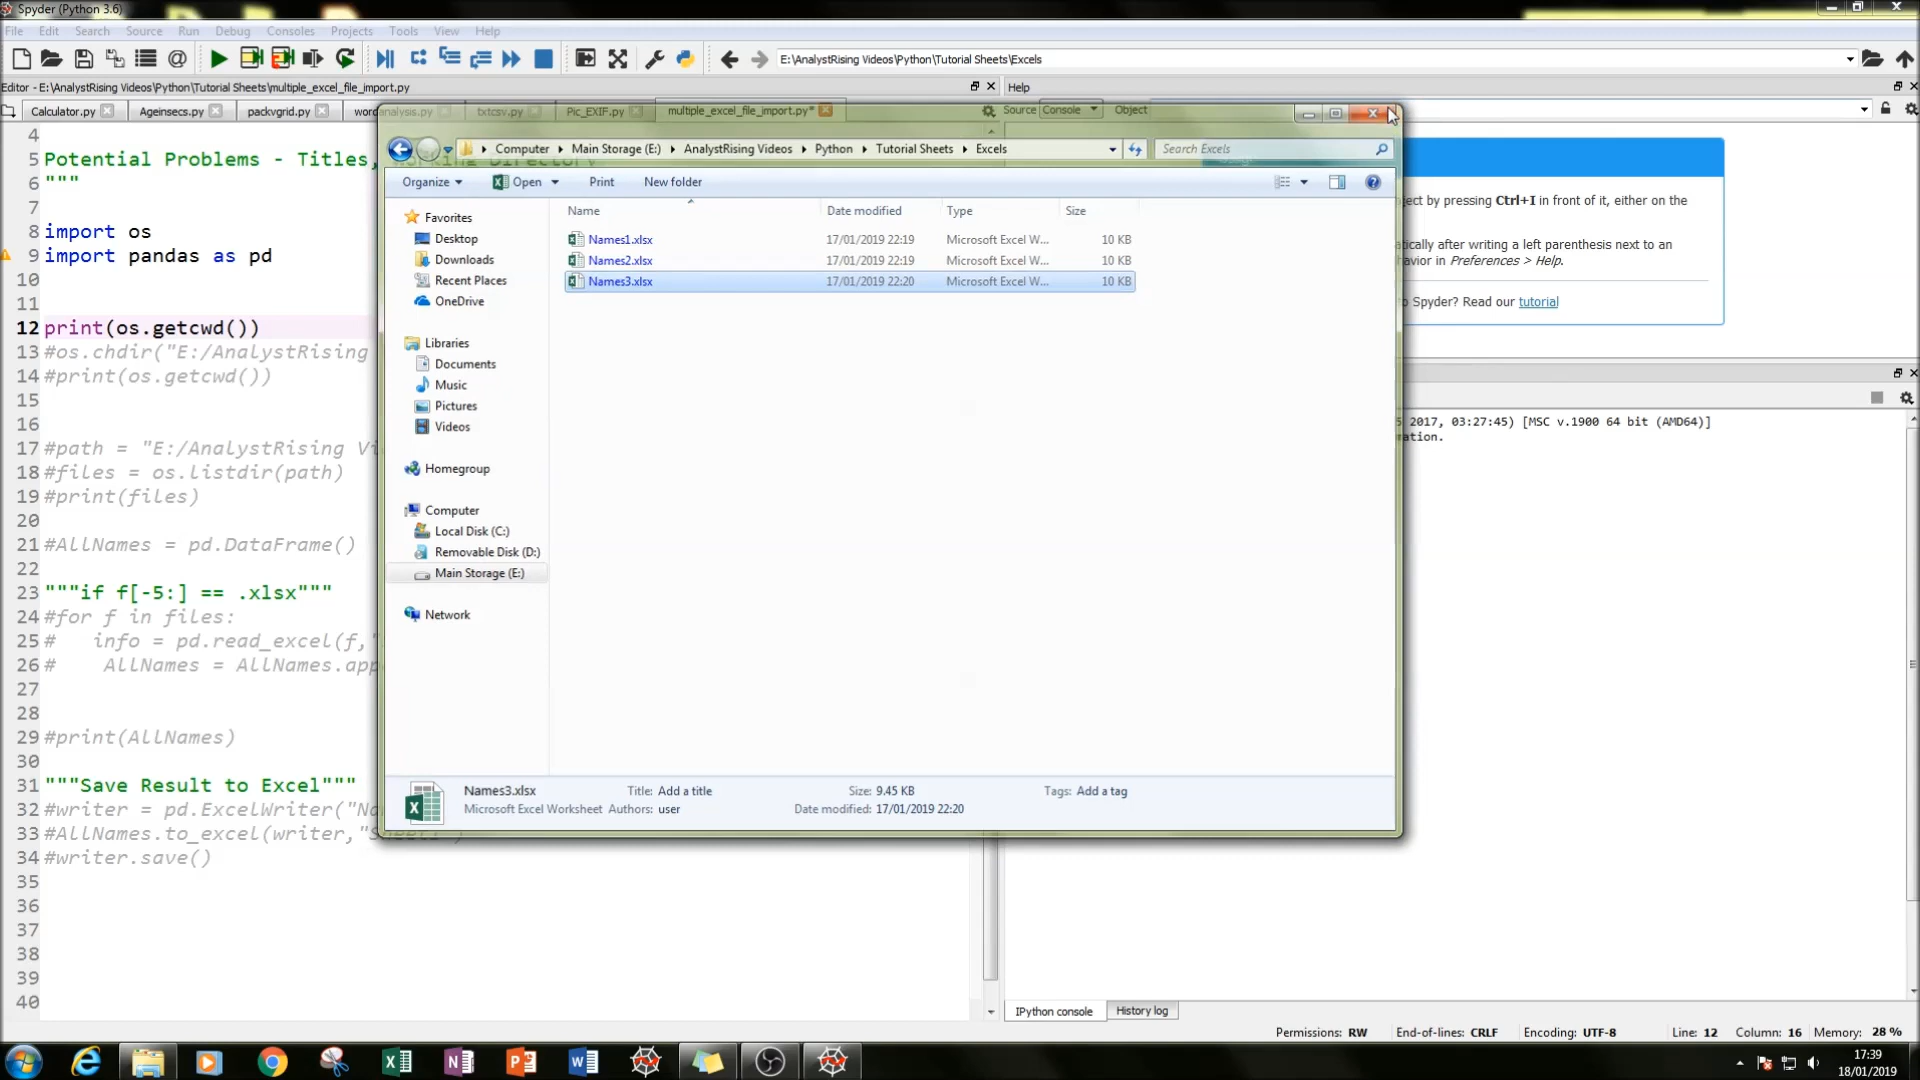 Spyder (Python 3.6)
File Edit Search Source Run Debug Consoles Projects Tools View Help
E:\AnalystRising Videos\Python\Tutorial Sheets\Excels
Editor - E:\AnalystRising Videos\Python\Tutorial Sheets\multiple_excel_file_import.py
Help
Calculator.py Ageinsecs.py packvgrid.py wordanalysis.py txtcsv.py Pic_EXIF.py multiple_excel_file_import.py*
Source Console Object
4
5 Potential Problems - Titles, Working Directory
6 """
7
8 import os
9 import pandas as pd
10
11
12 print(os.getcwd())
13 #os.chdir("E:/AnalystRising
14 #print(os.getcwd())
15
16
17 #path = "E:/AnalystRising Vi
18 #files = os.listdir(path)
19 #print(files)
20
21 #AllNames = pd.DataFrame()
22
23 """if f[-5:] == .xlsx"""
24 #for f in files:
25 # info = pd.read_excel(f,"
26 # AllNames = AllNames.app
27
28
29 #print(AllNames)
30
31 """Save Result to Excel"""
32 #writer = pd.ExcelWriter("Na
33 #AllNames.to_excel(writer,"Sheet1")
34 #writer.save()
35
36
37
38
39
40
Computer Main Storage (E:) AnalystRising Videos Python Tutorial Sheets Excels
Search Excels
Organize Open Print New folder
Name Date modified Type Size
Names1.xlsx 17/01/2019 22:19 Microsoft Excel W... 10 KB
Names2.xlsx 17/01/2019 22:19 Microsoft Excel W... 10 KB
Names3.xlsx 17/01/2019 22:20 Microsoft Excel W... 10 KB
Favorites
Desktop
Downloads
Recent Places
OneDrive
Libraries
Documents
Music
Pictures
Videos
Homegroup
Computer
Local Disk (C:)
Removable Disk (D:)
Main Storage (E:)
Network
Names3.xlsx Title: Add a title Size: 9.45 KB Tags: Add a tag
Microsoft Excel Worksheet Authors: user Date modified: 17/01/2019 22:20
ject by pressing Ctrl+I in front of it, either on the
atically after writing a left parenthesis next to an
havior in Preferences > Help.
o Spyder? Read our tutorial
2017, 03:27:45) [MSC v.1900 64 bit (AMD64)]
ation.
IPython console History log
Permissions: RW End-of-lines: CRLF Encoding: UTF-8 Line: 12 Column: 16 Memory: 28 %
17:39
18/01/2019